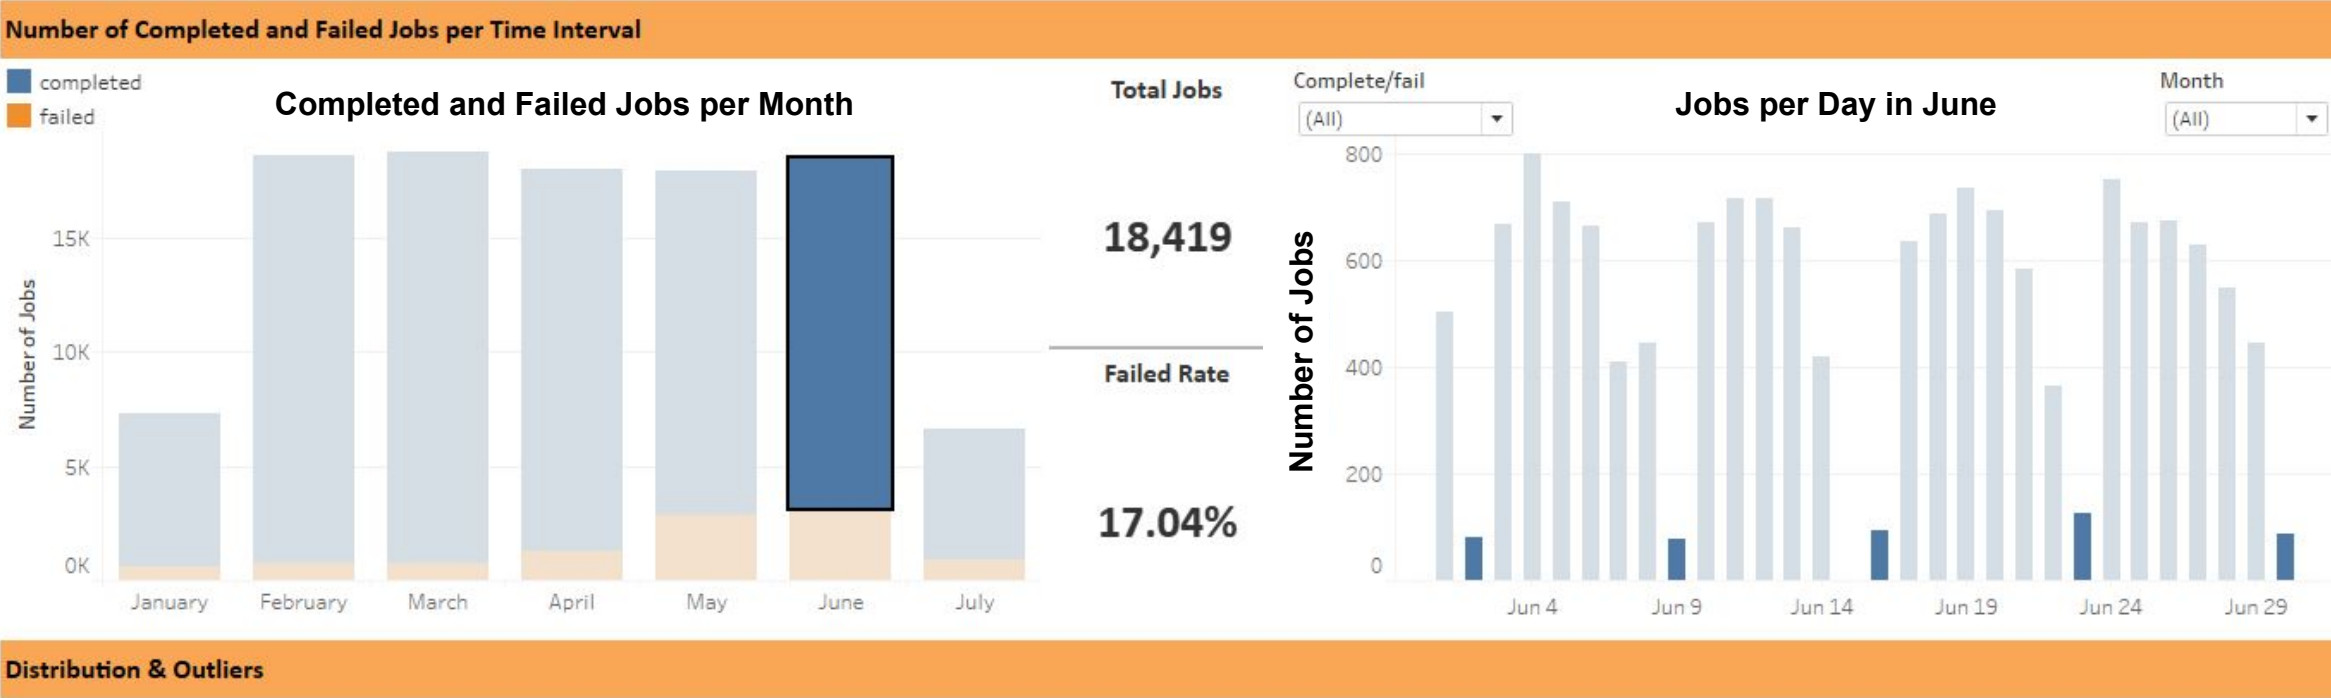 Number of Completed and Failed Jobs per Time Interval
completed
failed
Completed and Failed Jobs per Month
Number of Jobs
15K
10K
5K
0K
January February March April May June July
Total Jobs
18,419
Failed Rate
17.04%
Complete/fail
(All)
Jobs per Day in June
Month
(All)
Number of Jobs
800
600
400
200
0
Jun 4 Jun 9 Jun 14 Jun 19 Jun 24 Jun 29
Distribution & Outliers